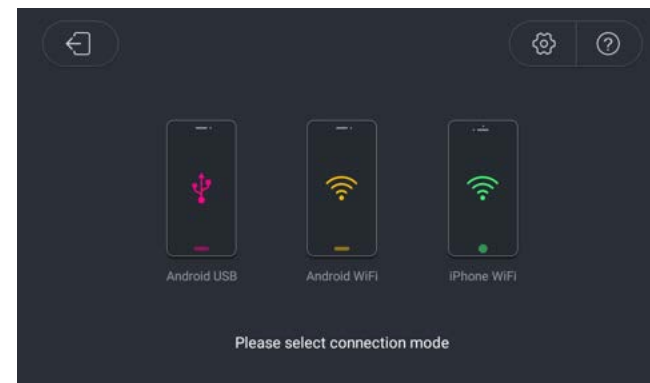 Android USB
Android WiFi
iPhone WiFi
Please select connection mode